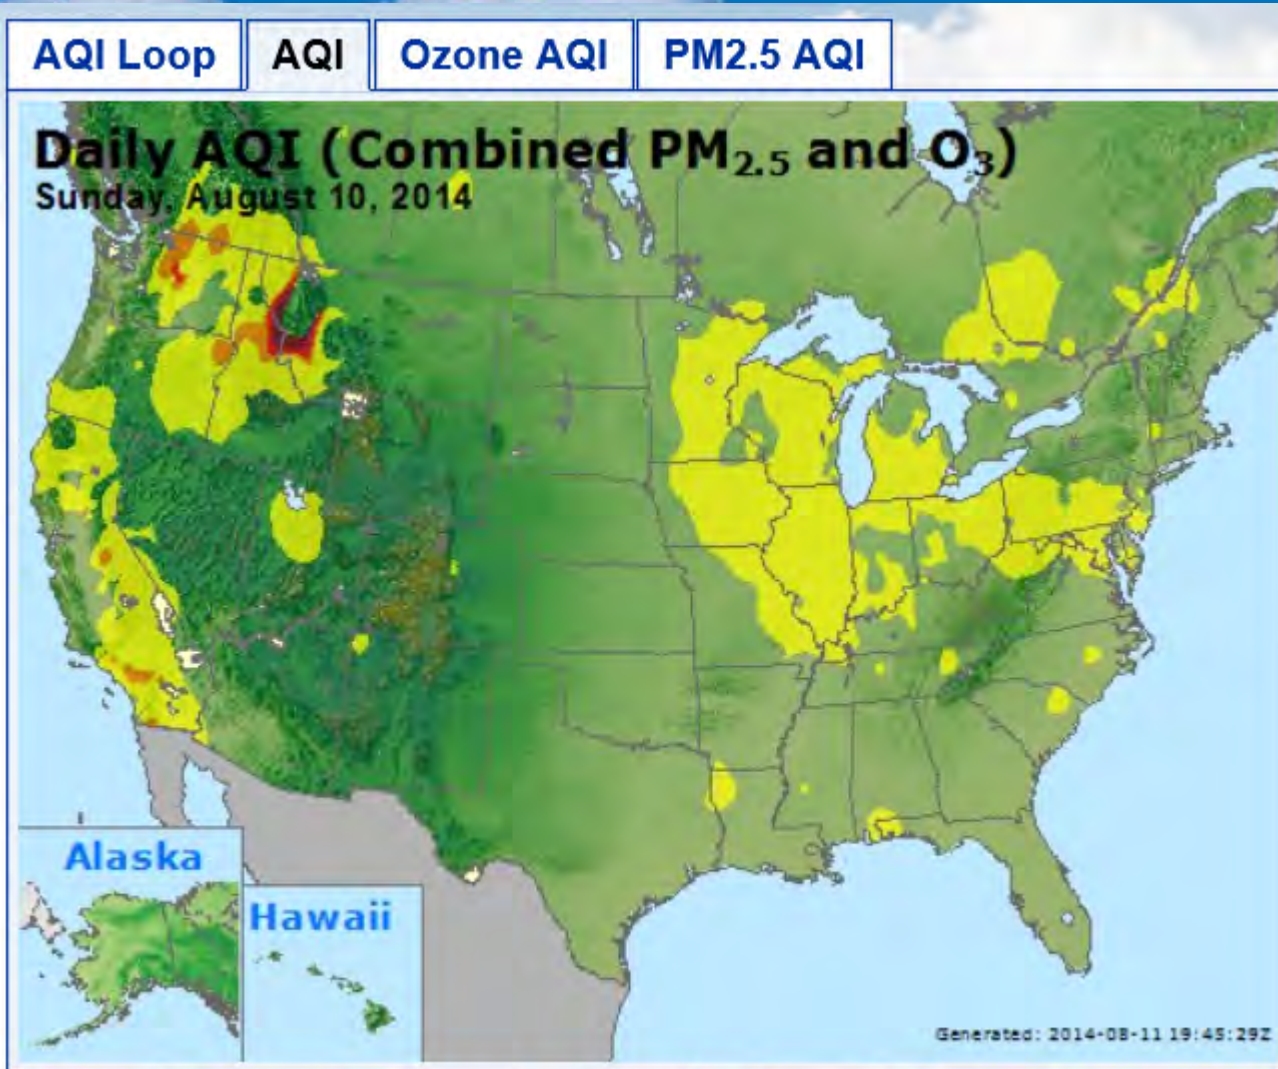 AQI Loop AQI Ozone AQI PM2.5 AQI
Daily AQI (Combined PM2.5 and O3)
Sunday, August 10, 2014
Alaska
Hawaii
Generated: 2014-08-11 19:45:29Z